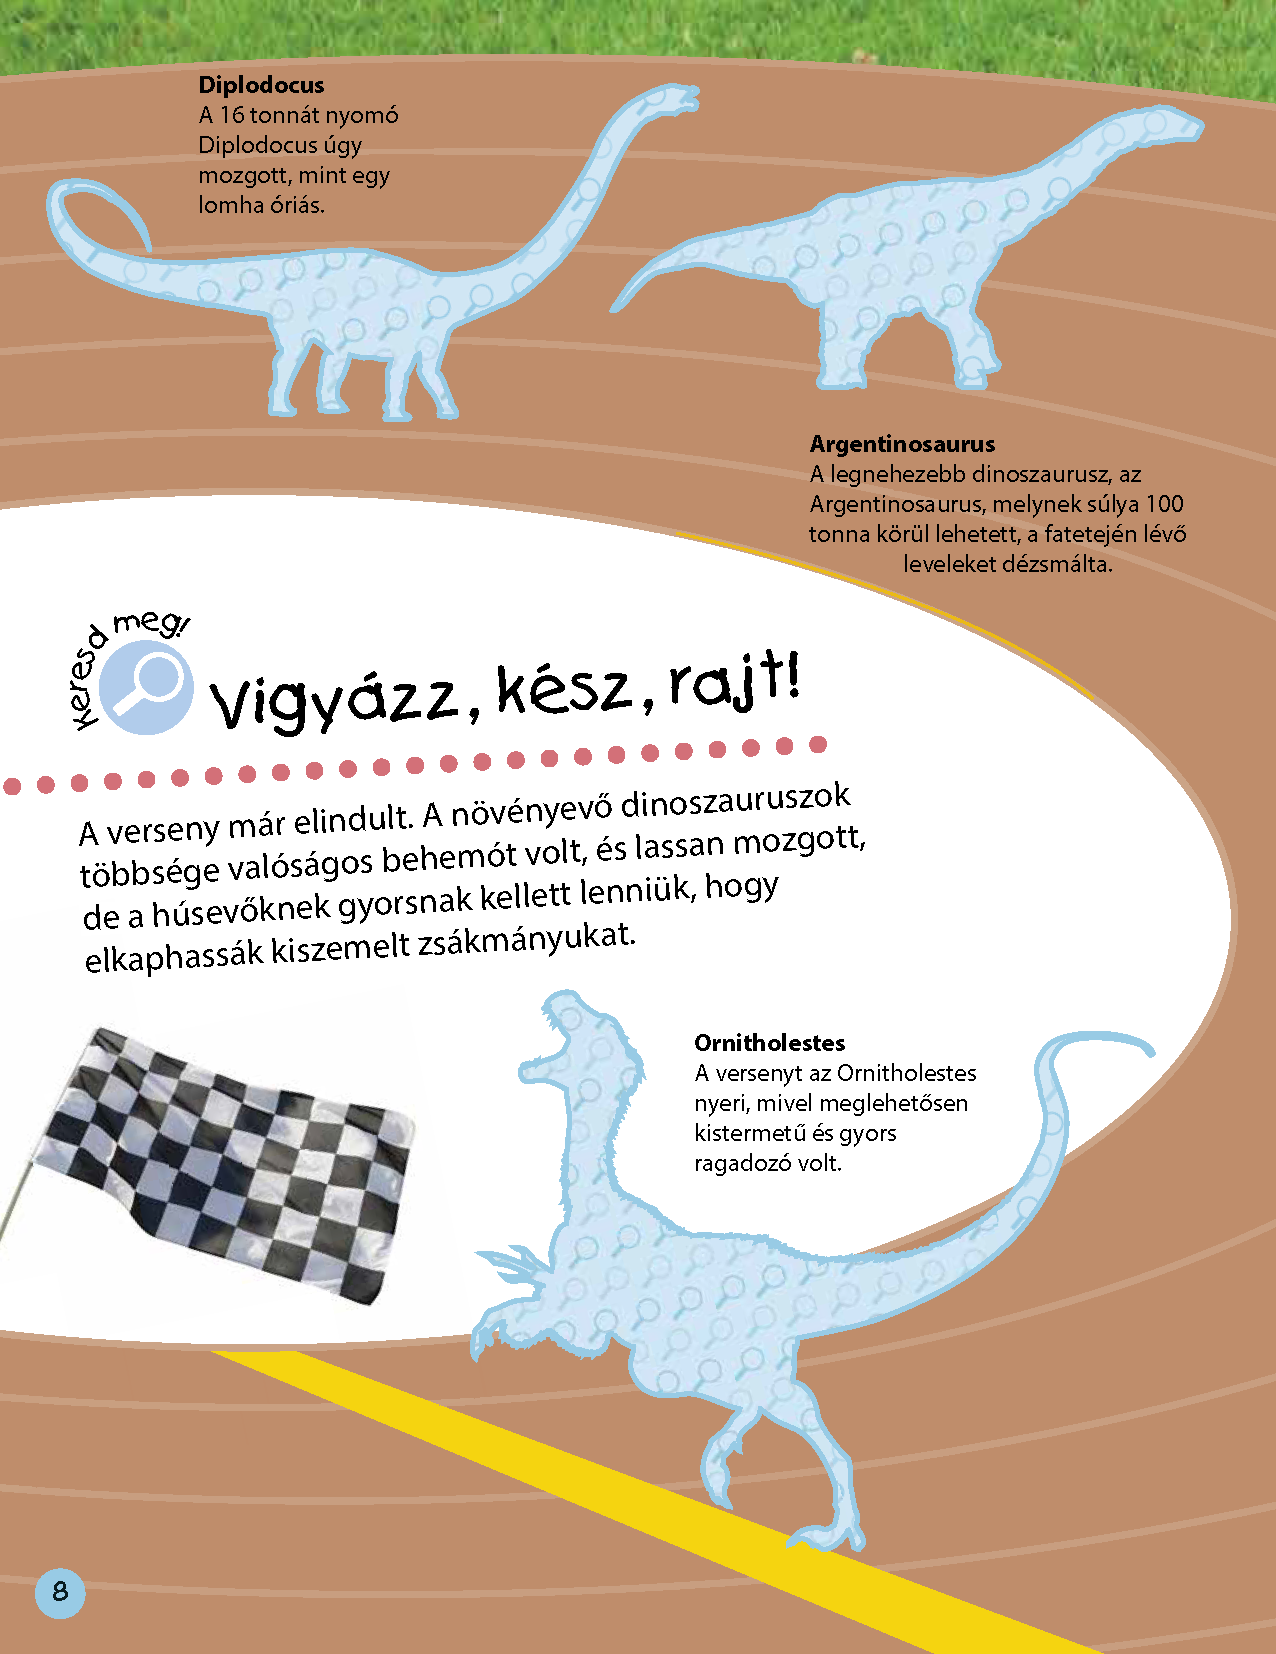 Diplodocus
A 16 tonnát nyomó
Diplodocus úgy
mozgott, mint egy
lomha óriás.
Argentinosaurus
A legnehezebb dinoszaurusz, az
Argentinosaurus, melynek súlya 100
tonna körül lehetett, a fatetején lévő
leveleket dézsmálta.
keresd meg!
Vigyázz, kész, rajt!
A verseny már elindult. A növényevő dinoszauruszok
többsége valóságos behemót volt, és lassan mozgott,
de a húsevőknek gyorsnak kellett lenniük, hogy
elkaphassák kiszemelt zsákmányukat.
Ornitholestes
A versenyt az Ornitholestes
nyeri, mivel meglehetősen
kistermetű és gyors
ragadozó volt.
8